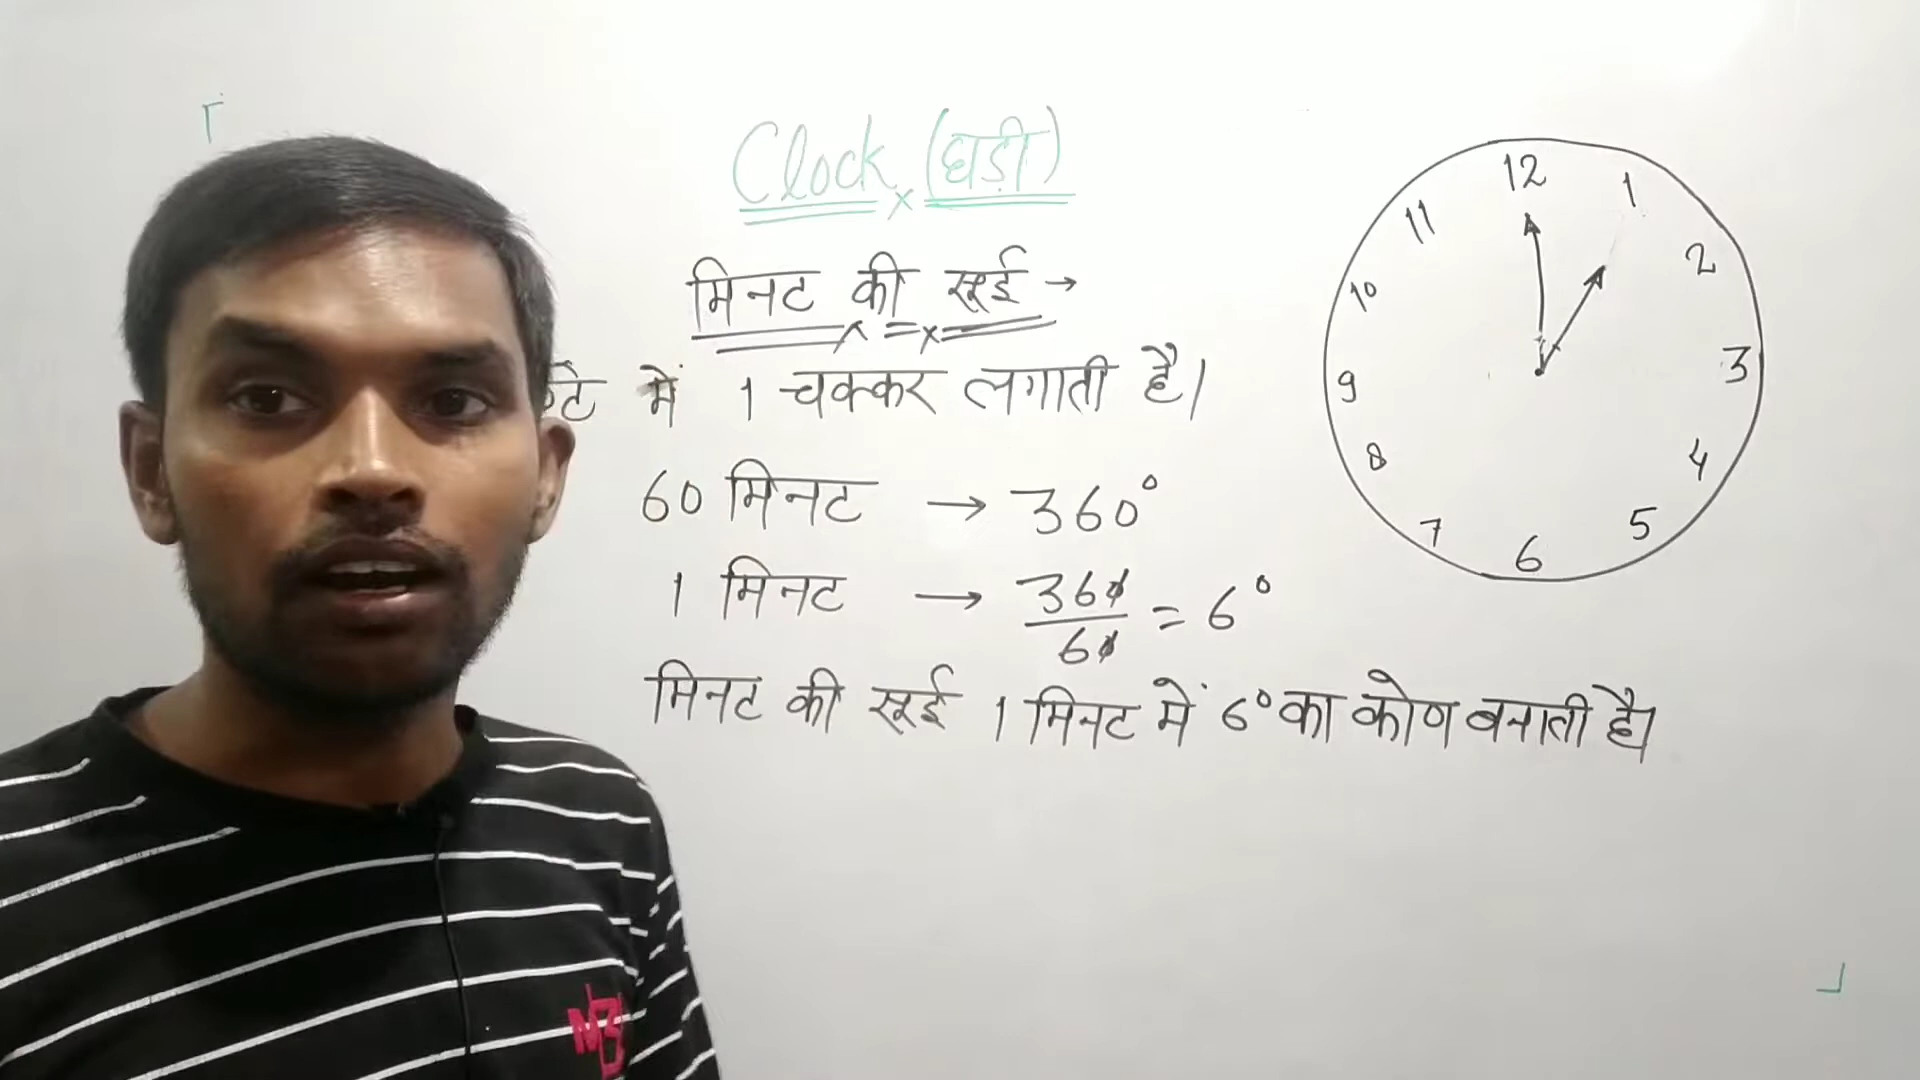 Clock (घड़ी)
मिनट की सूई →
में 1 चक्कर लगाती है।
60 मिनट → 360°
1 मिनट → 360/60 = 6°
मिनट की सूई 1 मिनट में 6° का कोण बनाती है।
12
11 1
10 2
9 3
8 4
7 5
6